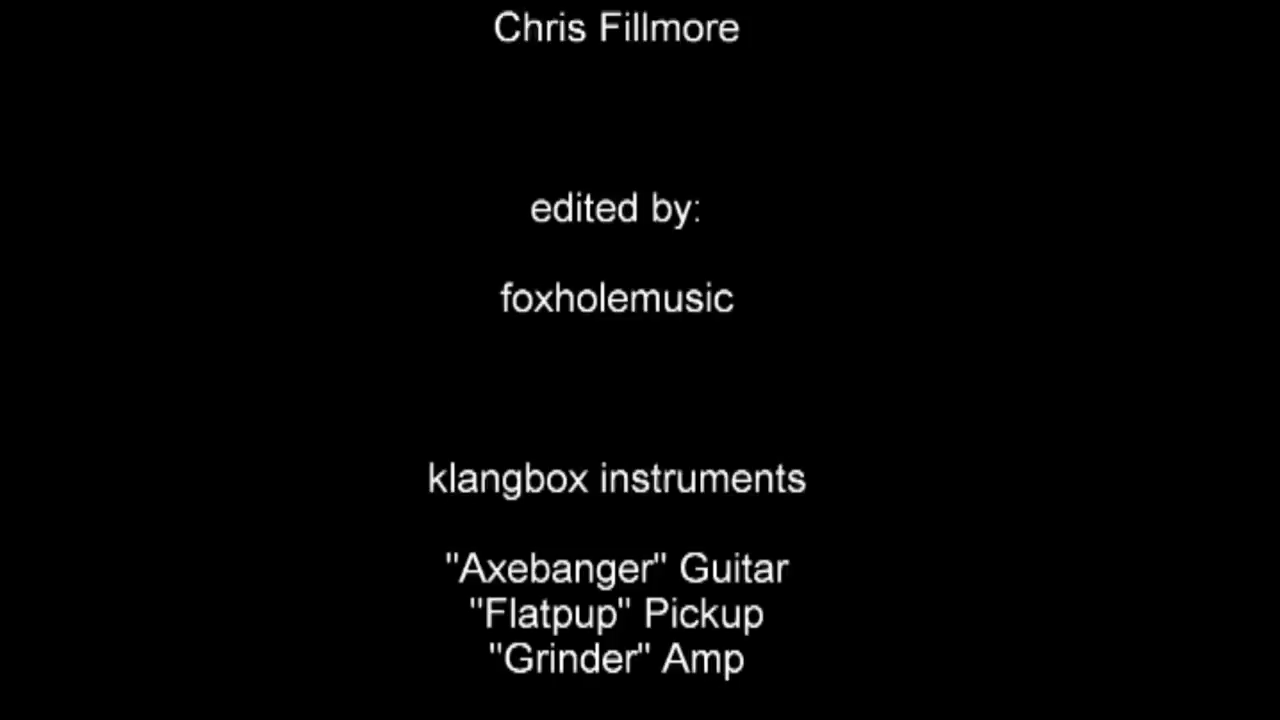 Chris Fillmore
edited by:
foxholemusic
klangbox instruments
"Axebanger" Guitar
"Flatpup" Pickup
"Grinder" Amp